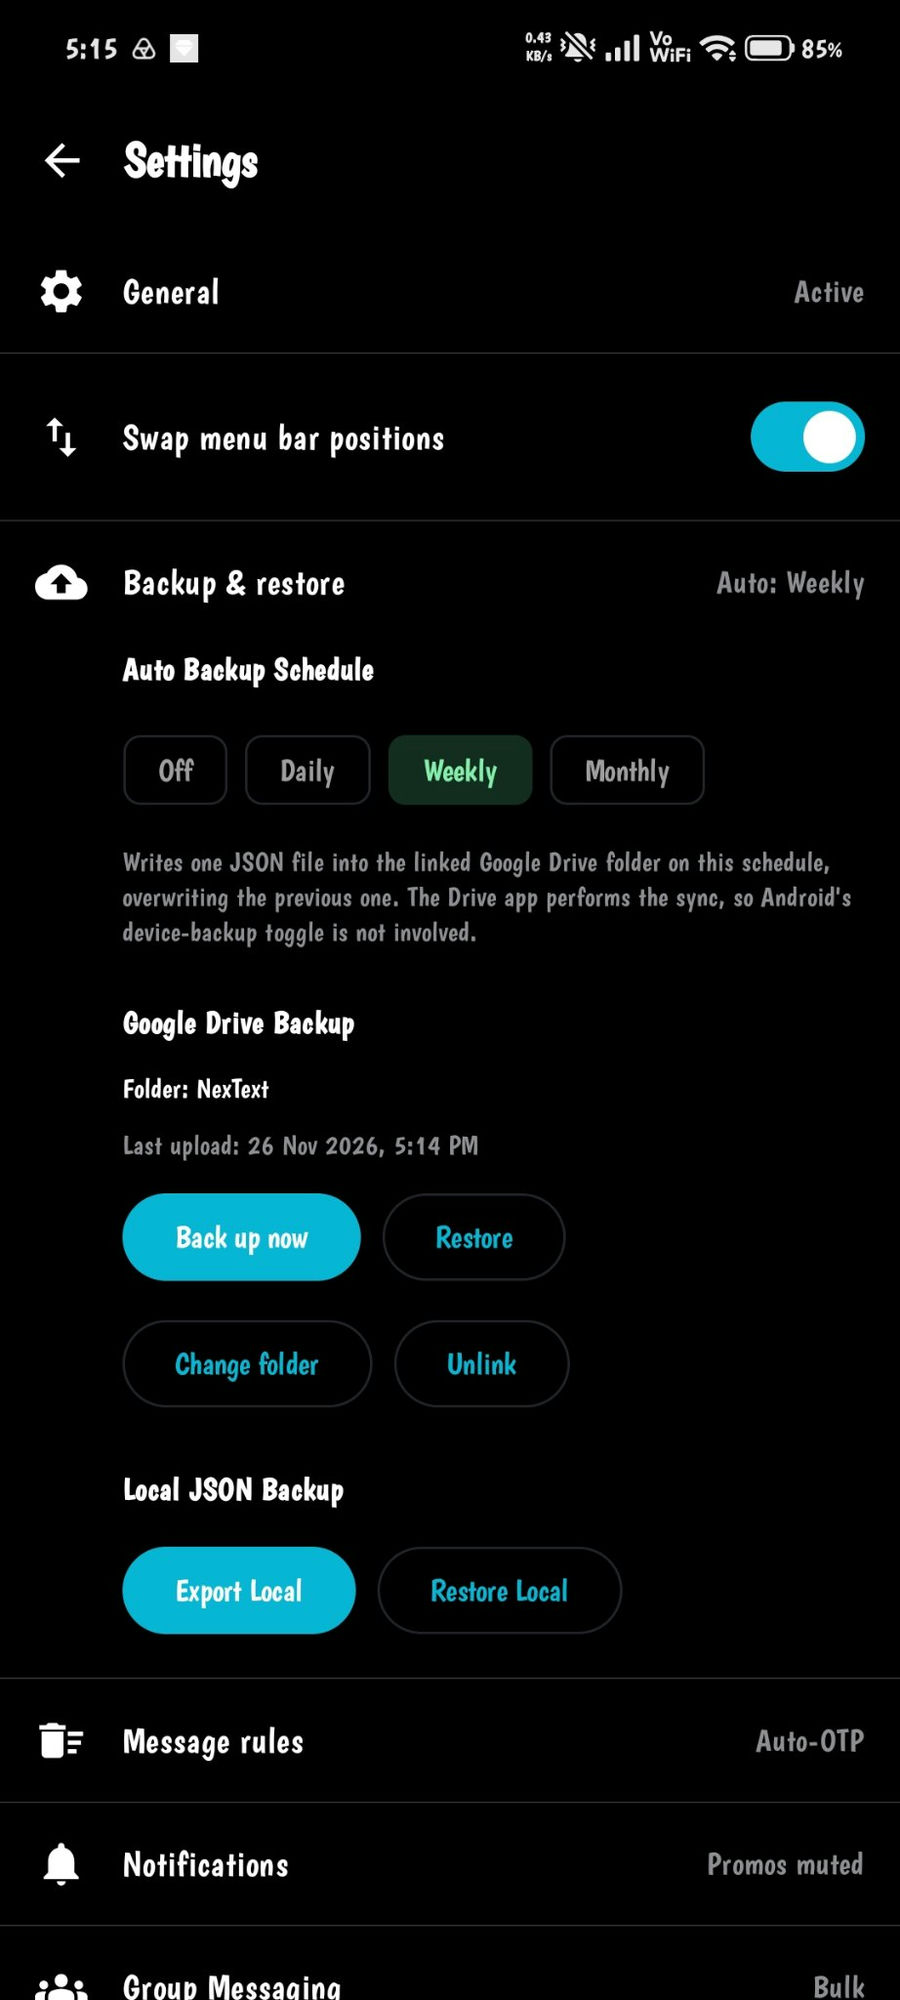 5:15
0.43 KB/s
Vo WiFi
85%
Settings
General
Active
Swap menu bar positions
Backup & restore
Auto: Weekly
Auto Backup Schedule
Off
Daily
Weekly
Monthly
Writes one JSON file into the linked Google Drive folder on this schedule,
overwriting the previous one. The Drive app performs the sync, so Android's
device-backup toggle is not involved.
Google Drive Backup
Folder: NexText
Last upload: 26 Nov 2026, 5:14 PM
Back up now
Restore
Change folder
Unlink
Local JSON Backup
Export Local
Restore Local
Message rules
Auto-OTP
Notifications
Promos muted
Group Messaging
Bulk